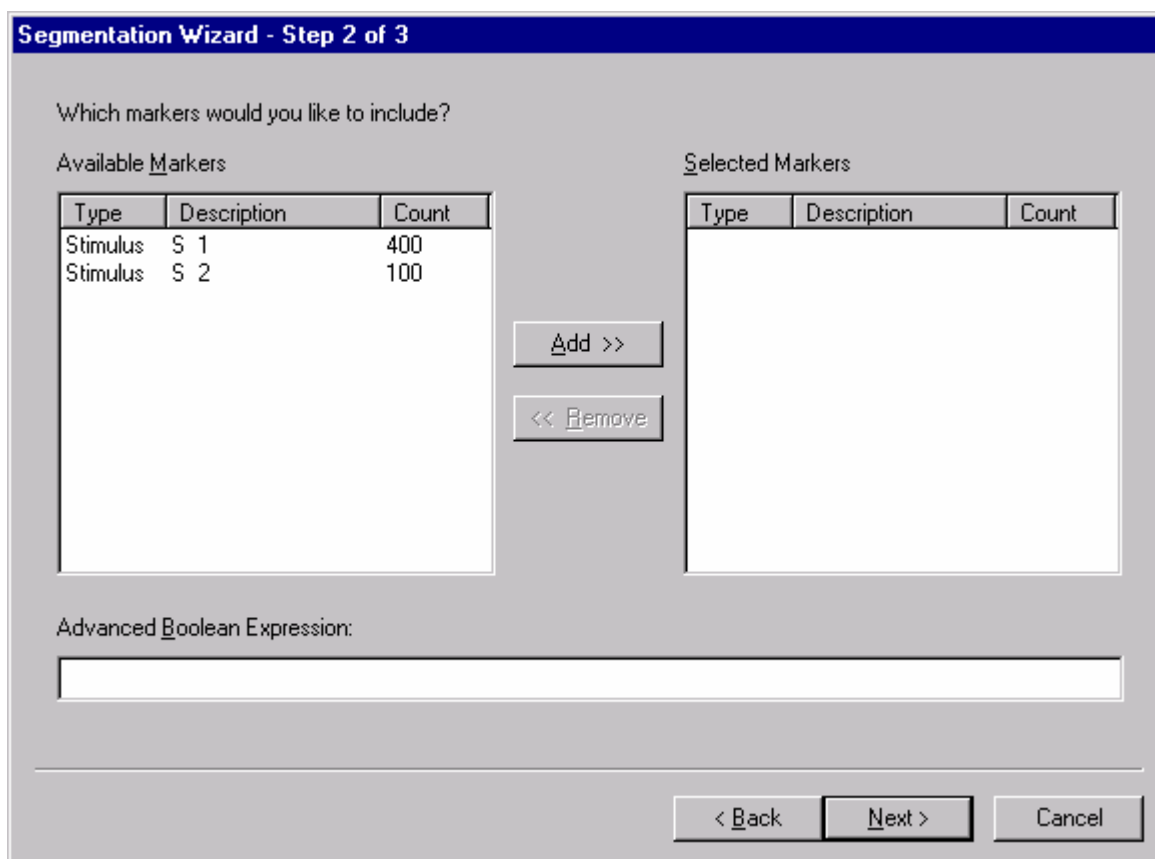 Segmentation Wizard - Step 2 of 3
Which markers would you like to include?
Available Markers
Selected Markers
Type Description Count
Type Description Count
Stimulus S 1 400
Stimulus S 2 100
Add >>
<< Remove
Advanced Boolean Expression:
< Back Next > Cancel